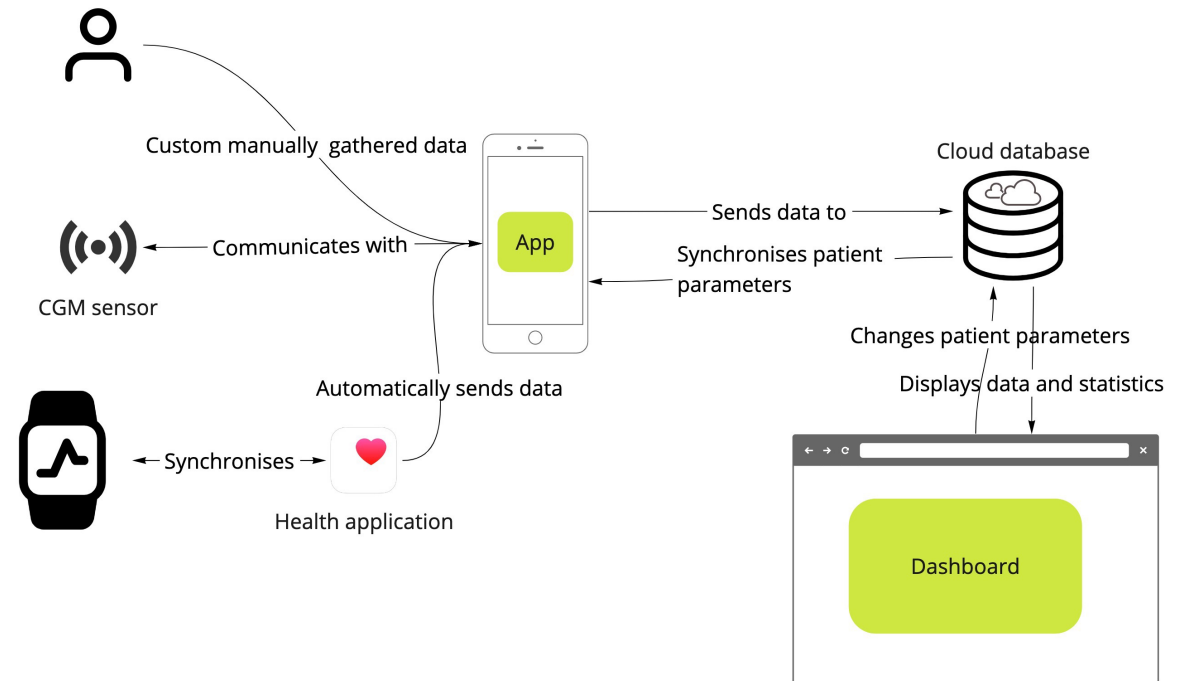 Custom manually  gathered data
Cloud database
Sends data to
App
Communicates with
Synchronises patient
parameters
CGM sensor
Changes patient parameters
Automatically sends data
Displays data and statistics
Synchronises
Health application
Dashboard